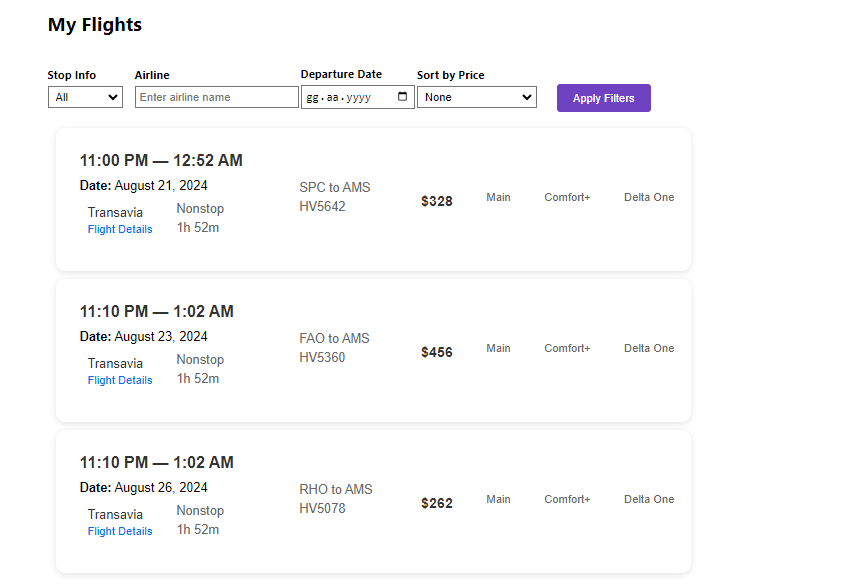 My Flights
Stop Info Airline Departure Date Sort by Price
All Enter airline name gg.aa.yyyy None Apply Filters
11:00 PM — 12:52 AM
Date: August 21, 2024
Transavia Nonstop
Flight Details 1h 52m
SPC to AMS
HV5642
$328 Main Comfort+ Delta One
11:10 PM — 1:02 AM
Date: August 23, 2024
Transavia Nonstop
Flight Details 1h 52m
FAO to AMS
HV5360
$456 Main Comfort+ Delta One
11:10 PM — 1:02 AM
Date: August 26, 2024
Transavia Nonstop
Flight Details 1h 52m
RHO to AMS
HV5078
$262 Main Comfort+ Delta One